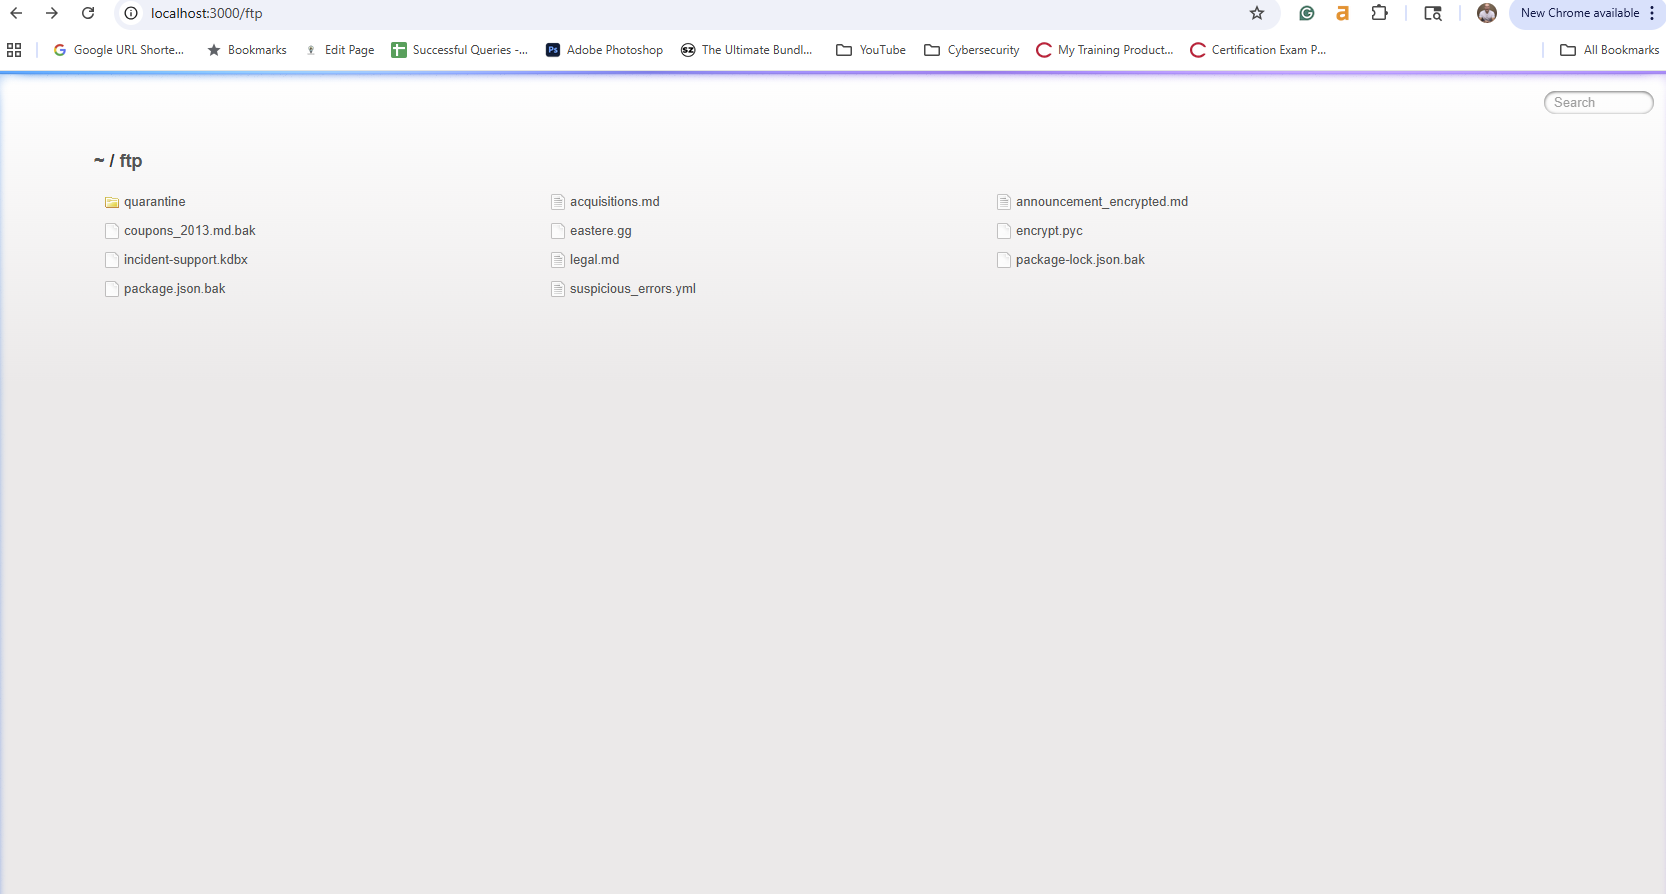 localhost:3000/ftp
New Chrome available
Google URL Shorte...
Bookmarks
Edit Page
Successful Queries -...
Ps
Adobe Photoshop
SZ
The Ultimate Bundl...
YouTube
Cybersecurity
My Training Product...
Certification Exam P...
All Bookmarks
Search
~ / ftp
quarantine
acquisitions.md
announcement_encrypted.md
coupons_2013.md.bak
eastere.gg
encrypt.pyc
incident-support.kdbx
legal.md
package-lock.json.bak
package.json.bak
suspicious_errors.yml